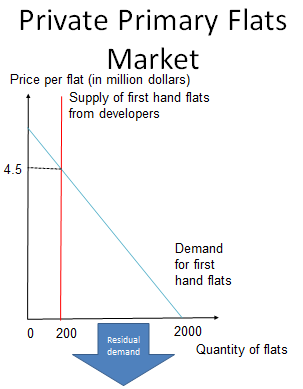 Private Primary Flats
Market
Price per flat (in million dollars)
Supply of first hand flats
from developers
4.5
Demand
for first
hand flats
0
200
2000
Residual
demand
Quantity of flats